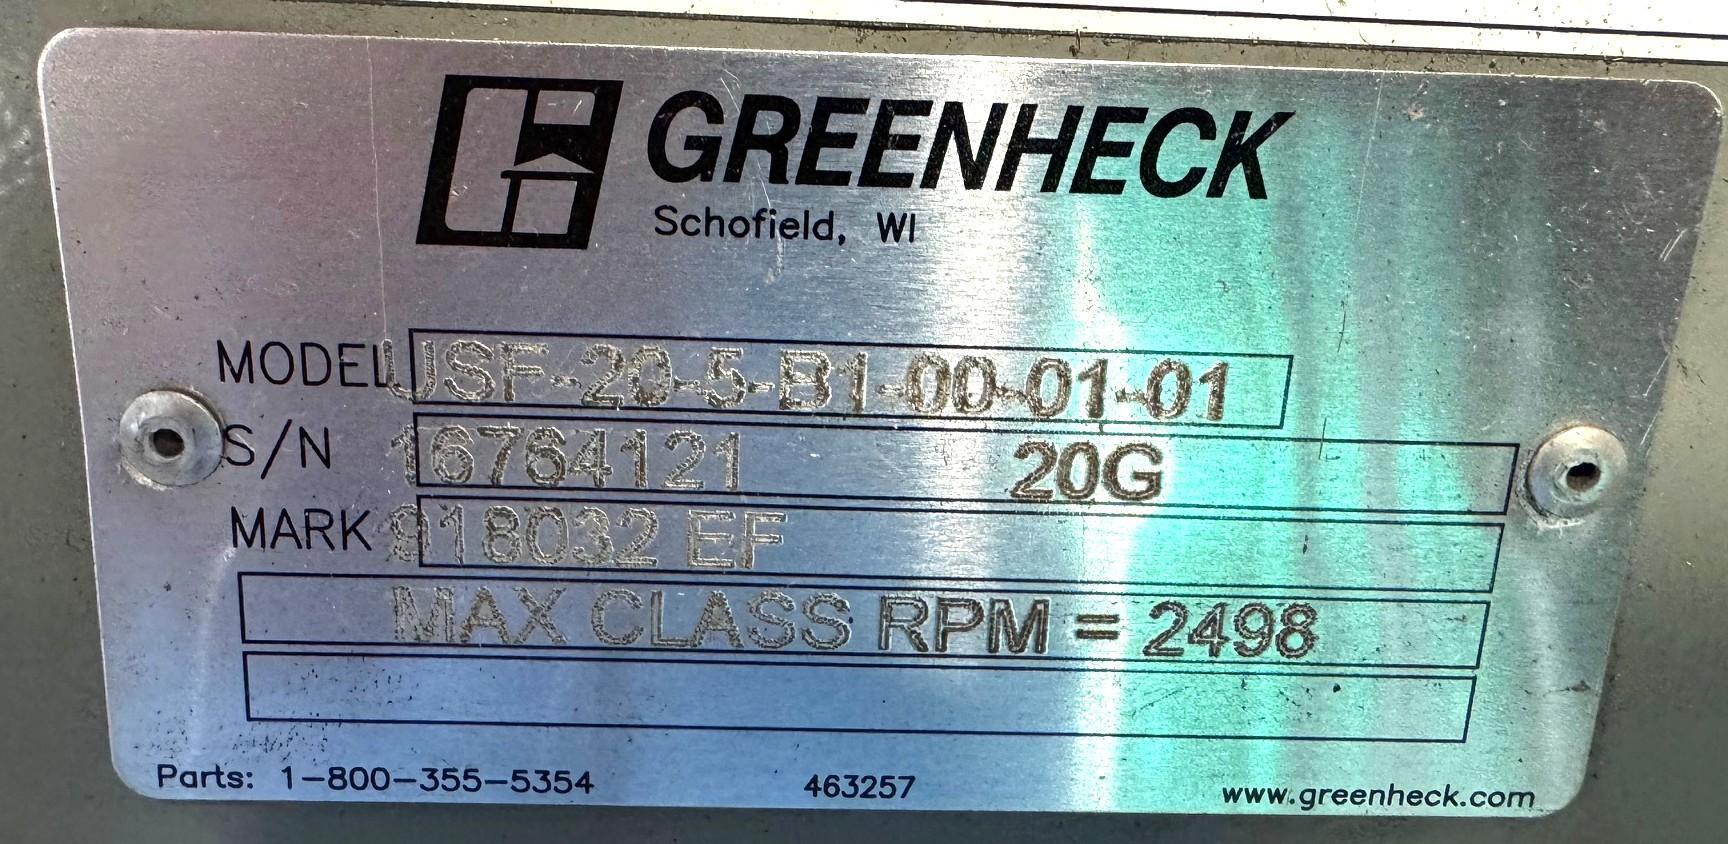 GREENHECK
Schofield, WI
MODEL USF-20-5-B1-00-01-01
S/N 16764121 20G
MARK 918032 EF
MAX CLASS RPM = 2498
Parts: 1-800-355-5354 463257 www.greenheck.com